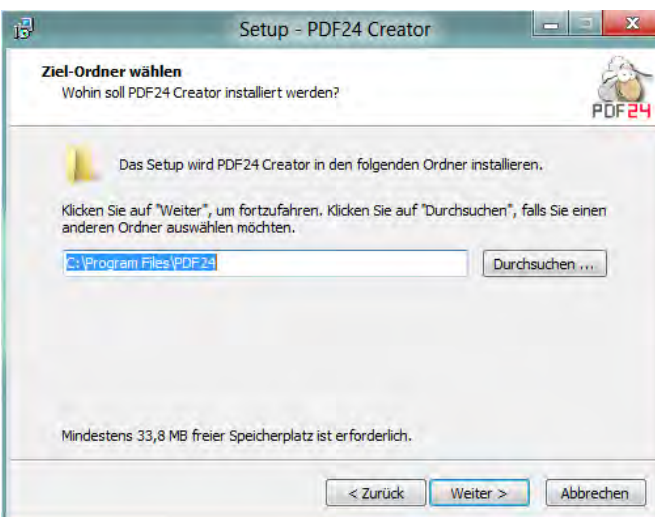 Setup - PDF24 Creator
Ziel-Ordner wählen
Wohin soll PDF24 Creator installiert werden?
PDF24
Das Setup wird PDF24 Creator in den folgenden Ordner installieren.
Klicken Sie auf "Weiter", um fortzufahren. Klicken Sie auf "Durchsuchen", falls Sie einen
anderen Ordner auswählen möchten.
C:\Program Files\PDF24
Durchsuchen ...
Mindestens 33,8 MB freier Speicherplatz ist erforderlich.
< Zurück Weiter > Abbrechen